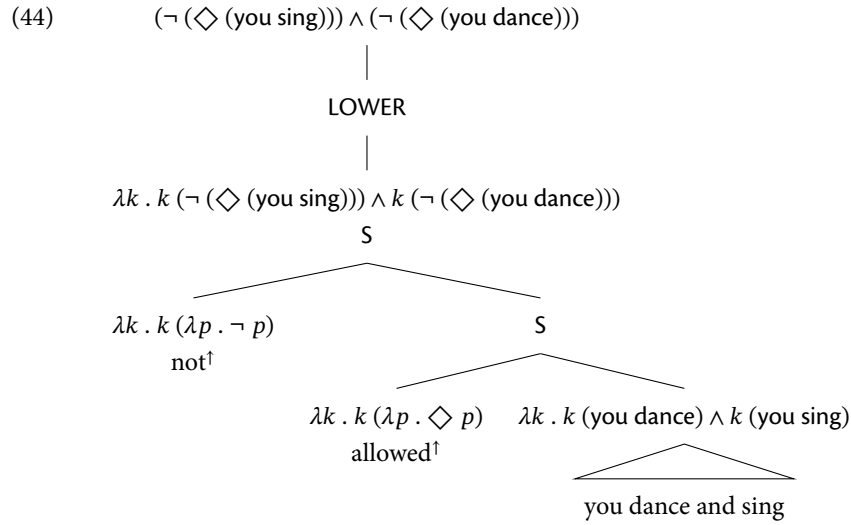 (44) (¬ (◇ (you sing))) ∧ (¬ (◇ (you dance)))
LOWER
λk . k (¬ (◇ (you sing))) ∧ k (¬ (◇ (you dance)))
S
λk . k (λp . ¬ p) S
not↑
λk . k (λp . ◇ p) λk . k (you dance) ∧ k (you sing)
allowed↑
you dance and sing